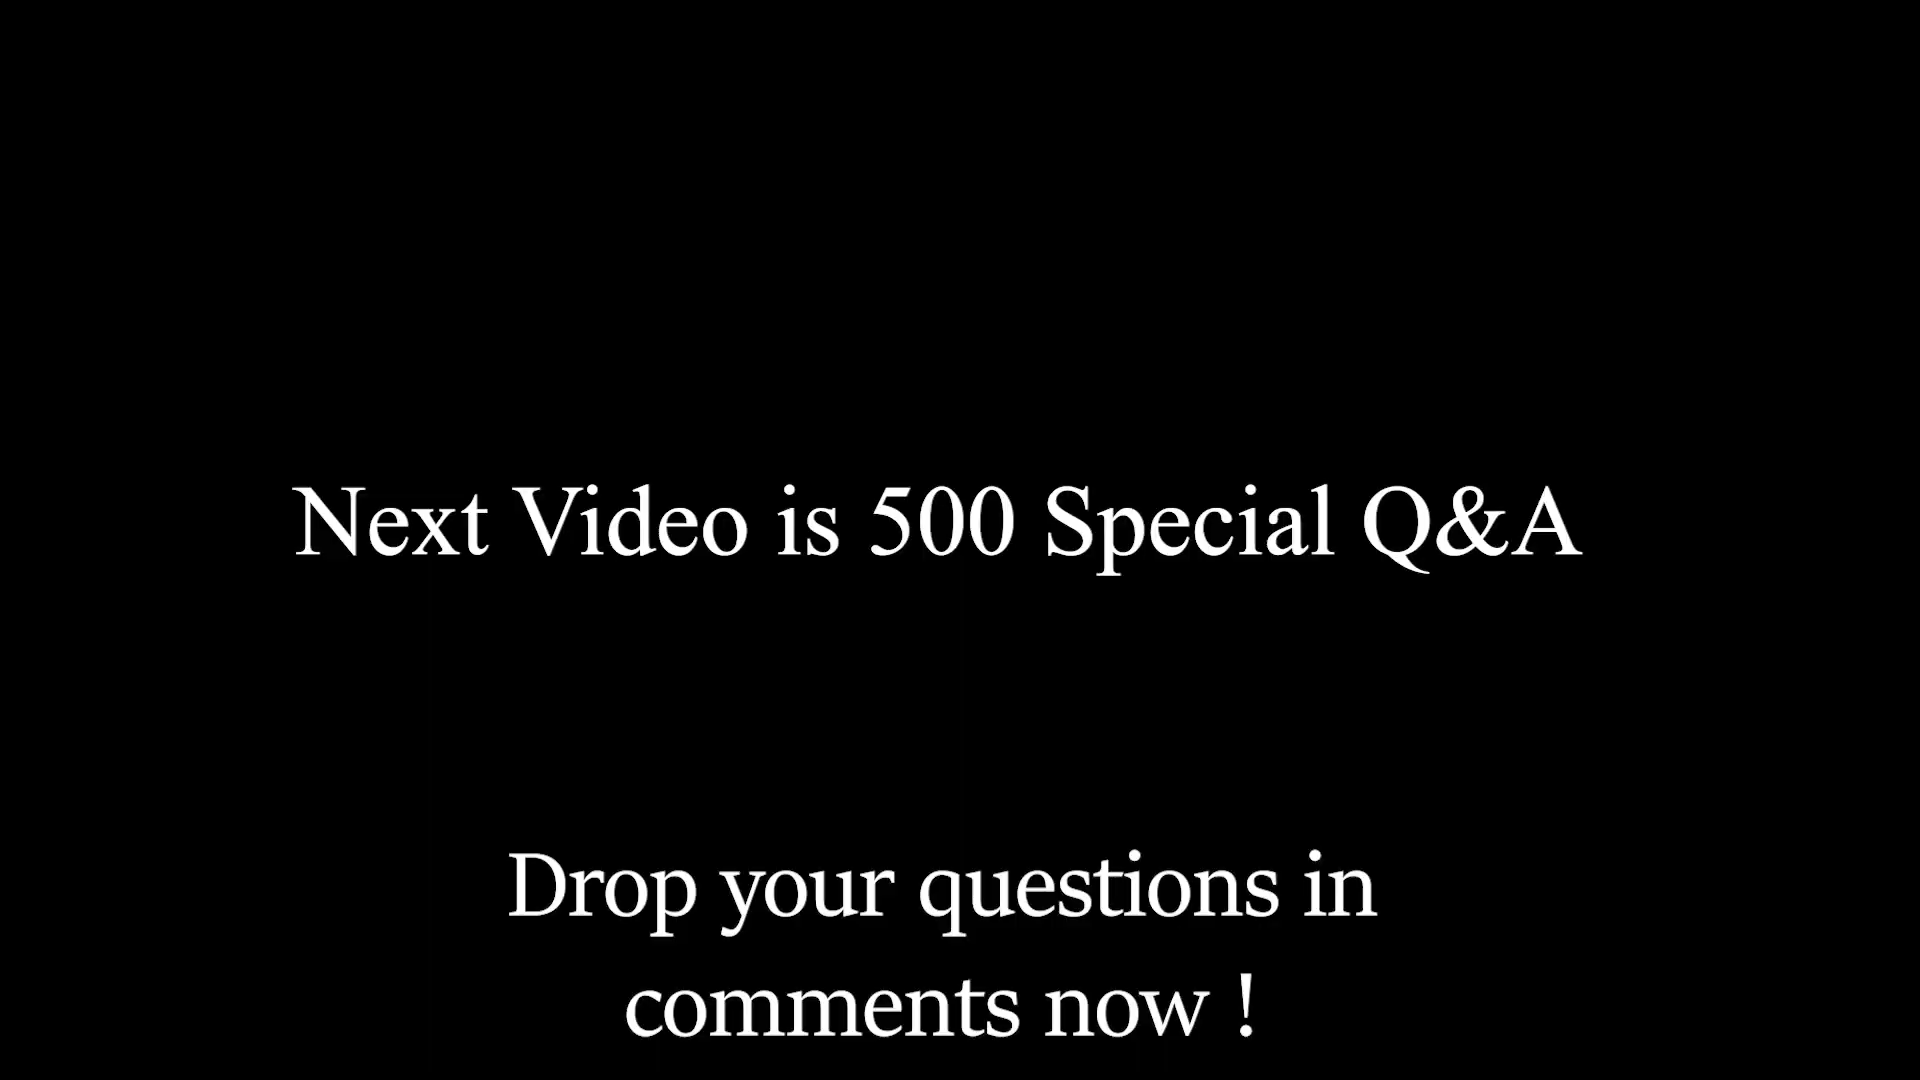 Next Video is 500 Special Q&A
Drop your questions in
comments now !